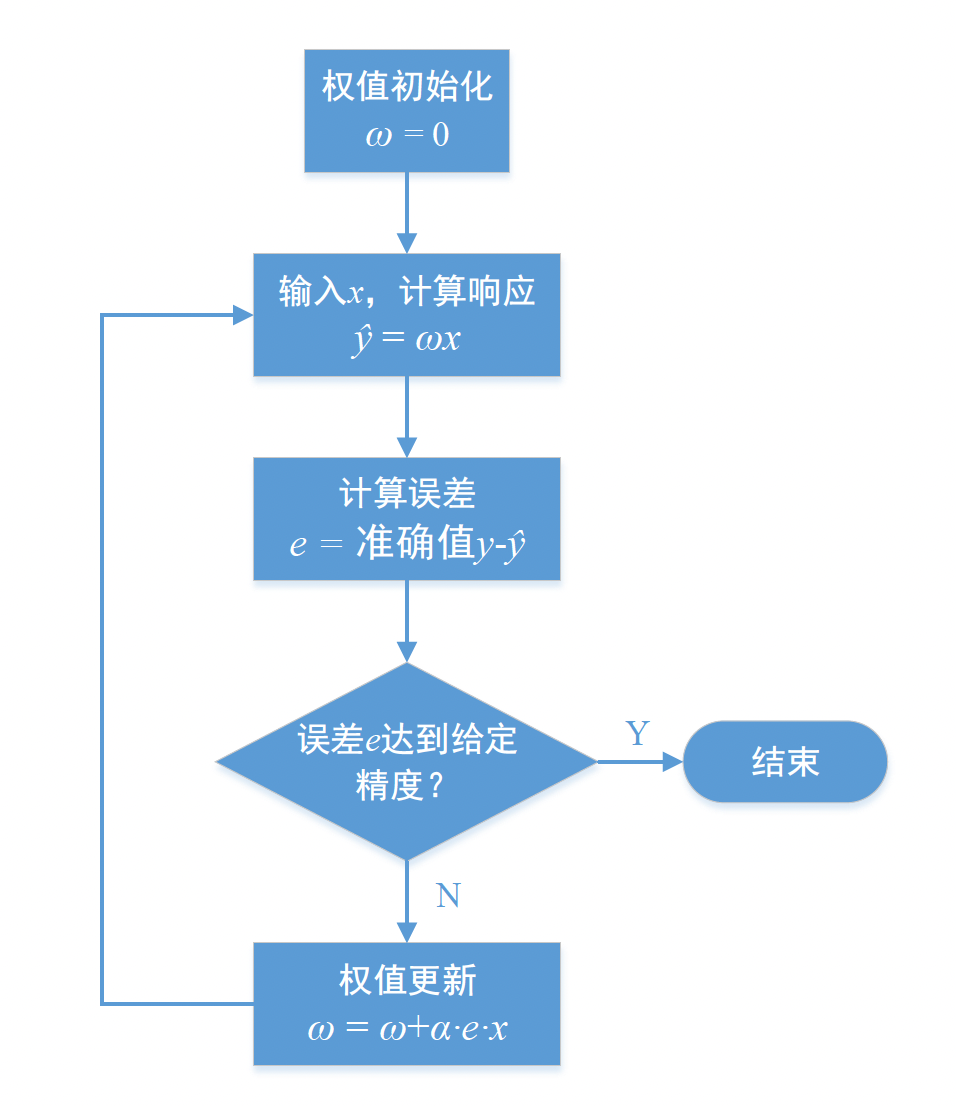 权值初始化
ω = 0
输入x，计算响应
ŷ = ωx
计算误差
e = 准确值y-ŷ
误差e达到给定
精度？
Y
结束
N
权值更新
ω = ω+α·e·x